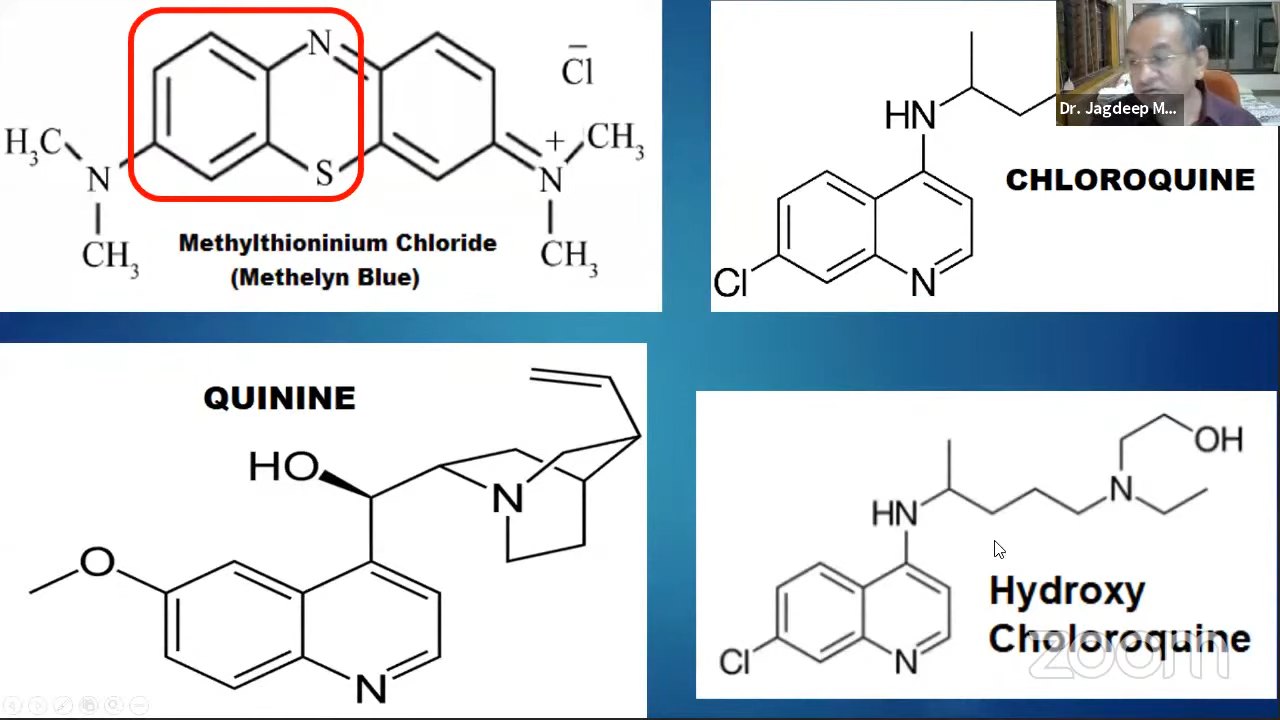 N
Cl
H3C
S
+
CH3
N
N
CH3
CH3
Methylthioninium Chloride
(Methelyn Blue)
HN
Dr. Jagdeep M...
CHLOROQUINE
Cl
N
QUININE
HO
N
O
N
OH
N
HN
Hydroxy
Choloroquine
Cl
N
zoom